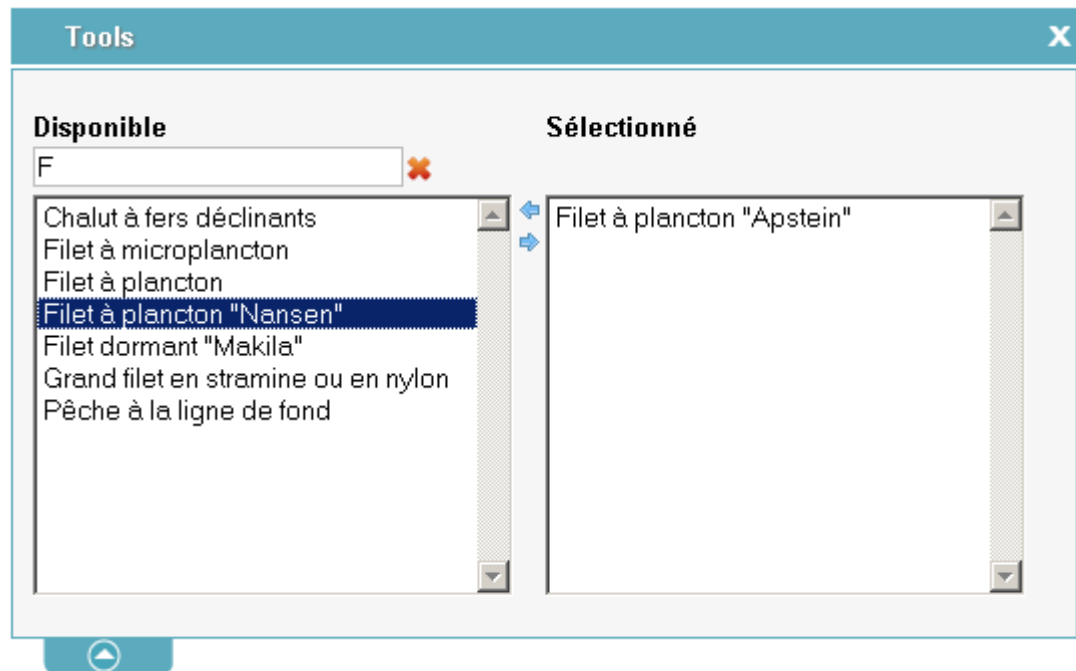 Tools
X
Disponible
Sélectionné
F
Chalut à fers déclinants
Filet à microplancton
Filet à plancton
Filet à plancton "Nansen"
Filet dormant "Makila"
Grand filet en stramine ou en nylon
Pêche à la ligne de fond
Filet à plancton "Apstein"